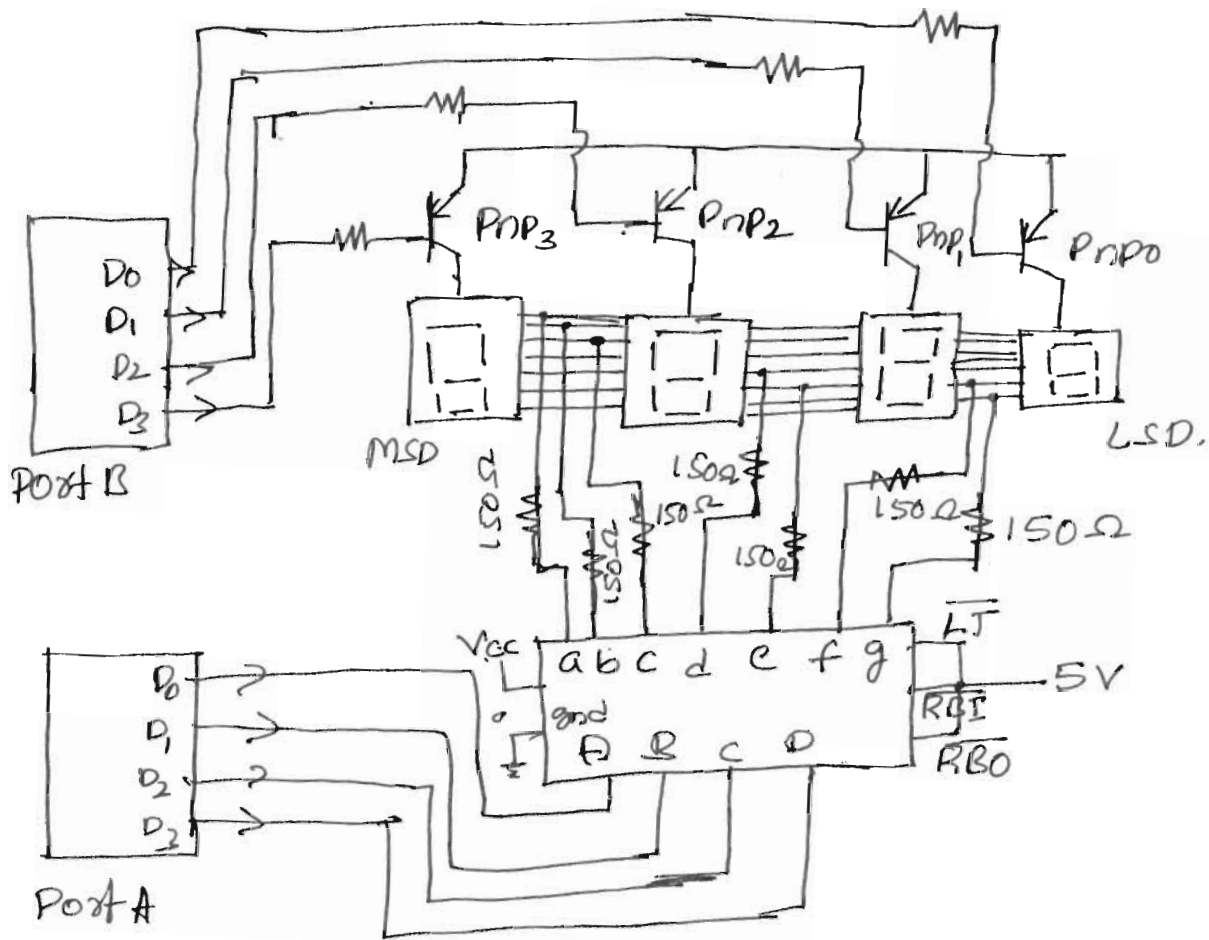 PnP3
PnP2
PnP1
PnP0
D0
D1
D2
D3
Port B
MSD
LSD.
150Ω
150Ω
150Ω
150Ω
150Ω
150Ω
150Ω
Vcc
a b c d e f g
LT
5V
gnd
RBI
A B C D
RBO
D0
D1
D2
D3
Port A